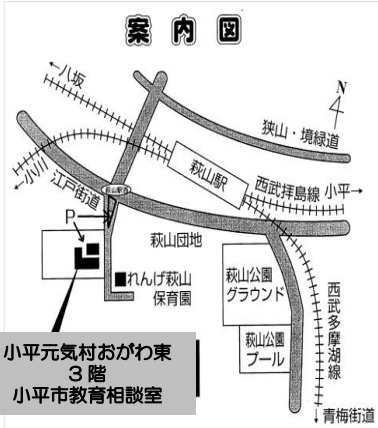 案内図
←八坂
N
狭山・境緑道
萩山駅
←小川
江戸街道
萩山駅西
西武拝島線 小平→
P
萩山団地
れんげ萩山
保育園
萩山公園
グラウンド
萩山公園
プール
西武多摩湖線
小平元気村おがわ東
3階
小平市教育相談室
青梅街道